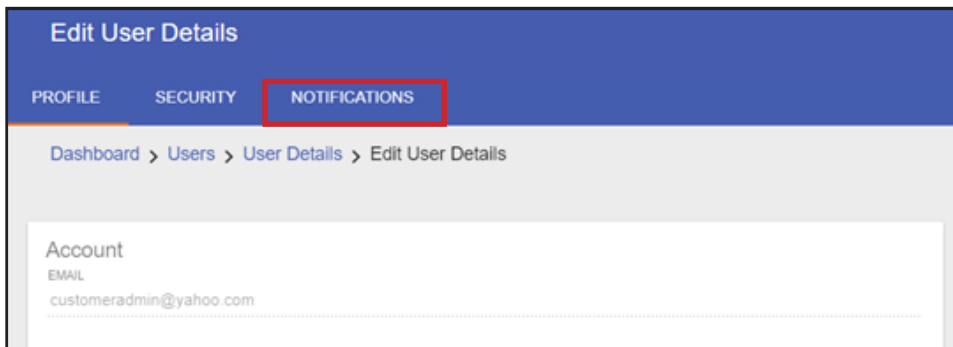 Edit User Details
PROFILE SECURITY NOTIFICATIONS
Dashboard > Users > User Details > Edit User Details
Account
EMAIL
customeradmin@yahoo.com